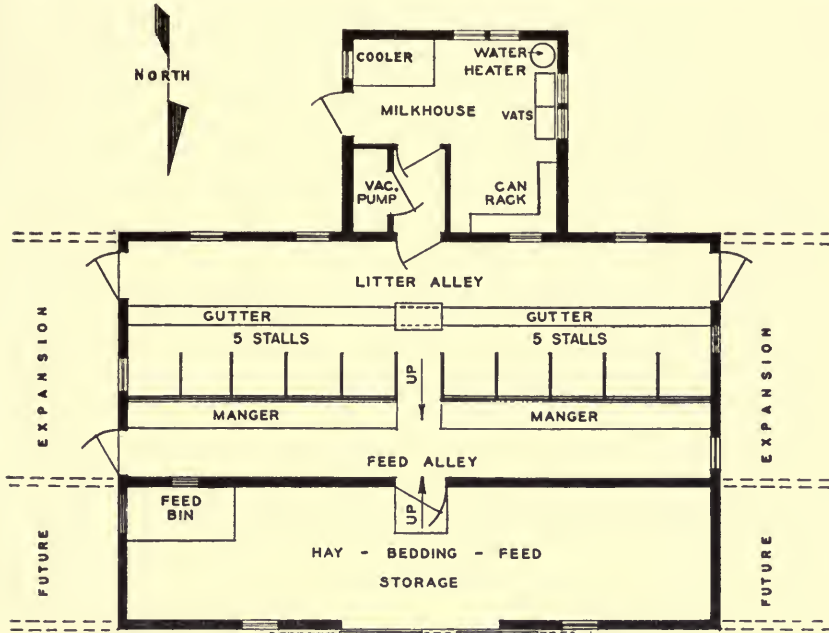 NORTH
COOLER
WATER
HEATER
MILKHOUSE
VATS
VAC.
PUMP
CAN
RACK
LITTER ALLEY
GUTTER
GUTTER
5 STALLS
5 STALLS
UP
MANGER
MANGER
FEED ALLEY
UP
FEED
BIN
HAY - BEDDING - FEED
STORAGE
EXPANSION
FUTURE
EXPANSION
FUTURE